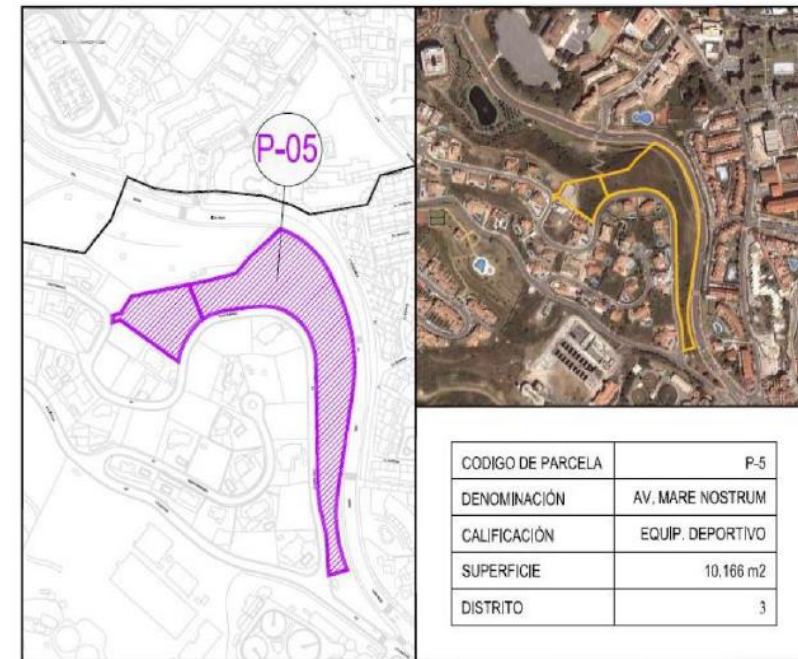 P-05
CODIGO DE PARCELA P-5
DENOMINACIÓN AV. MARE NOSTRUM
CALIFICACIÓN EQUIP. DEPORTIVO
SUPERFICIE 10.166 m2
DISTRITO 3